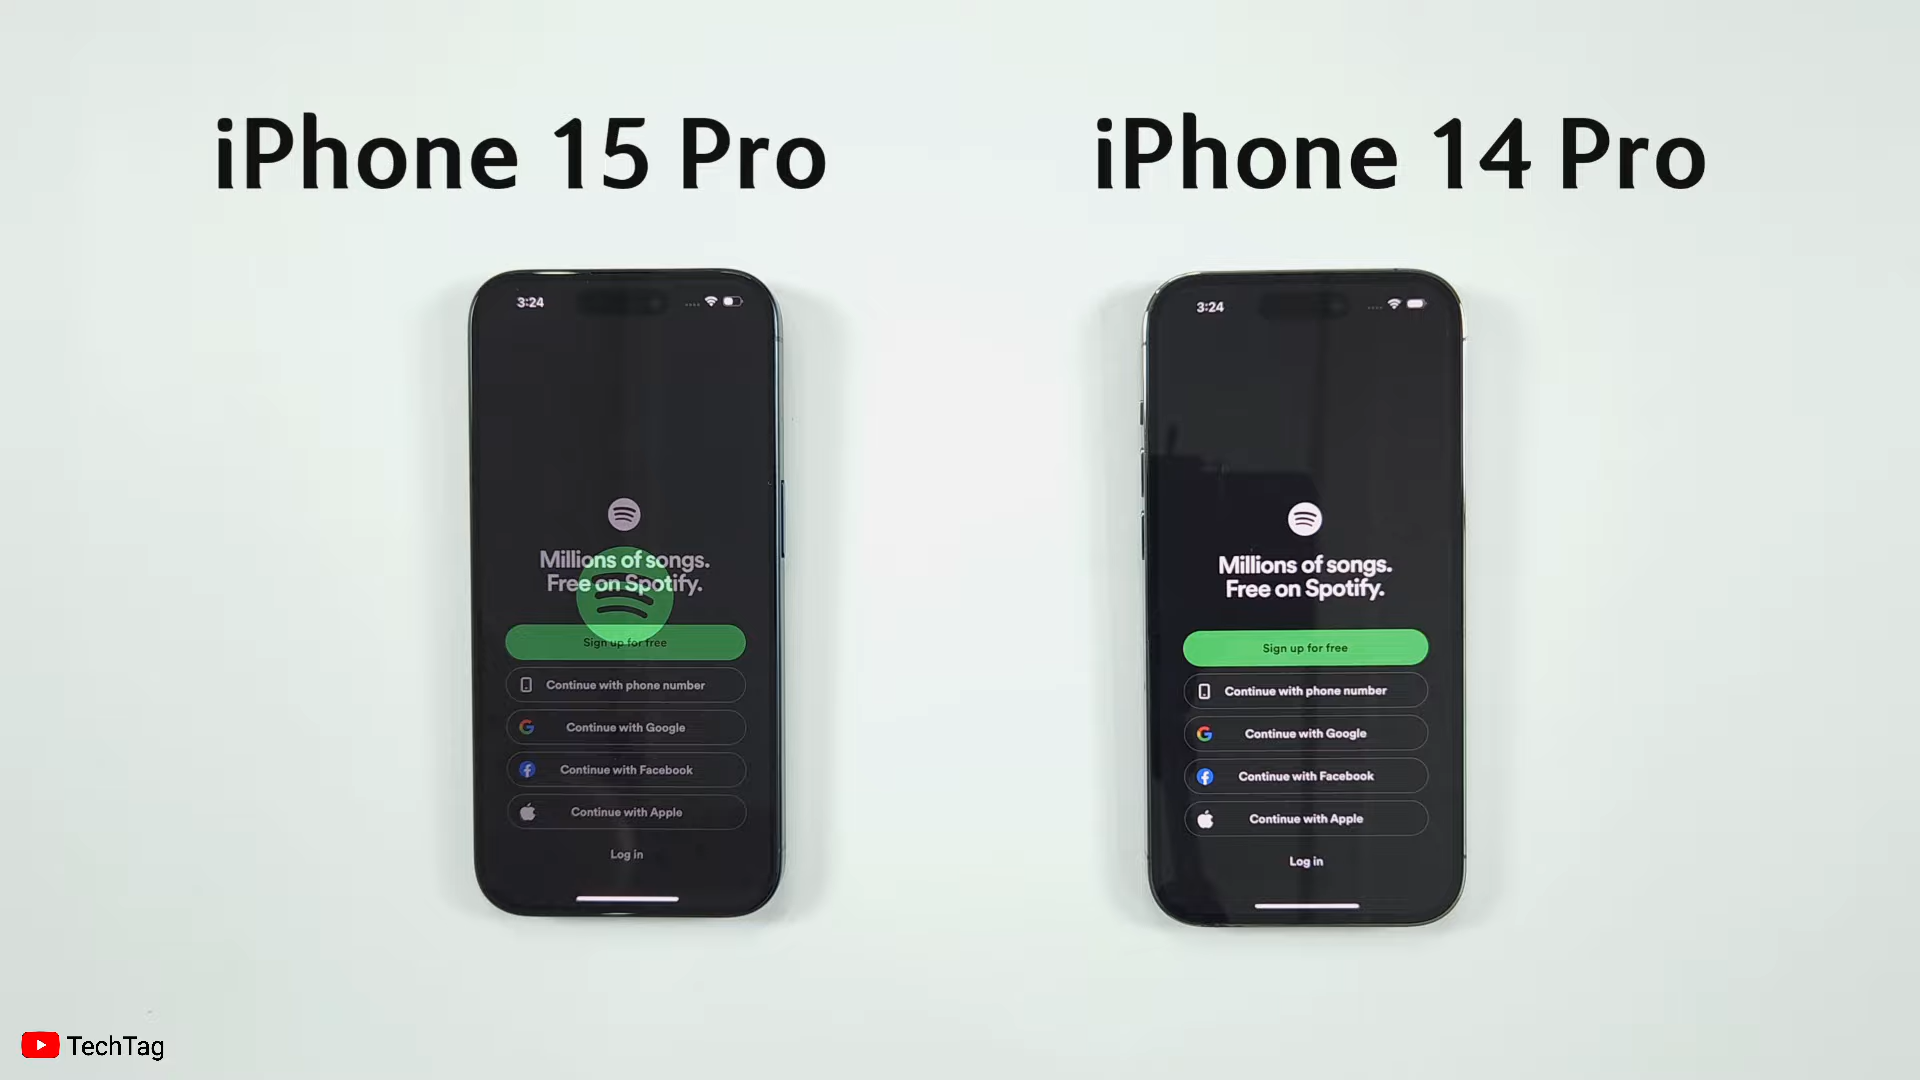 iPhone 15 Pro
iPhone 14 Pro
3:24
Millions of songs.
Free on Spotify.
Sign up for free
Continue with phone number
Continue with Google
Continue with Facebook
Continue with Apple
Log in
3:24
Millions of songs.
Free on Spotify.
Sign up for free
Continue with phone number
Continue with Google
Continue with Facebook
Continue with Apple
Log in
TechTag